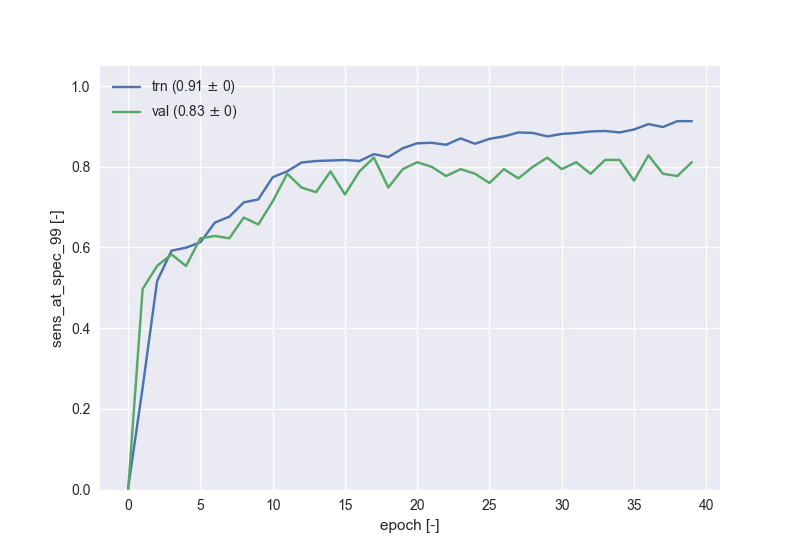 1.0
0.8
0.6
0.4
0.2
0.0
sens_at_spec_99 [-]
trn (0.91 ± 0)
val (0.83 ± 0)
0 5 10 15 20 25 30 35 40
epoch [-]